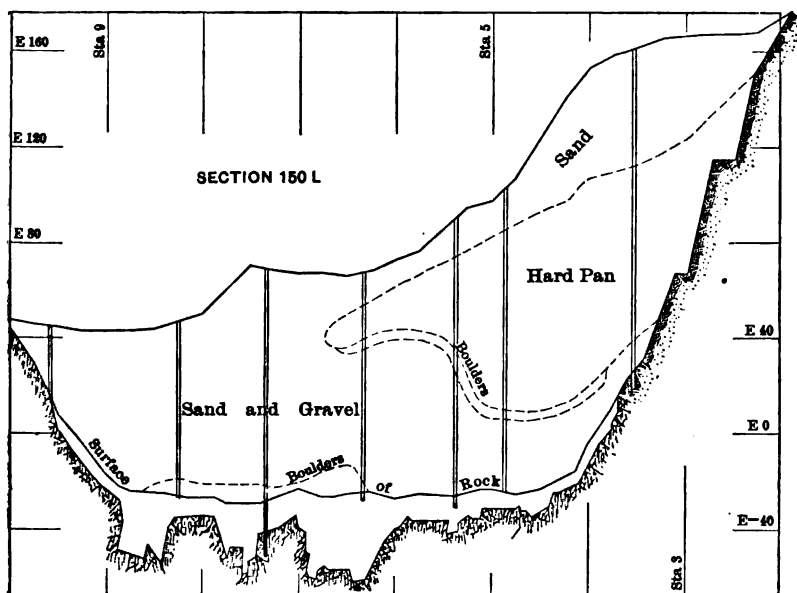 Sta 9
Sta 5
E 160
E 120
Sand
SECTION 150 L
E 80
Hard Pan
E 40
Boulders
Sand and Gravel
E 0
Surface of Rock
Boulders
E-40
Sta 3